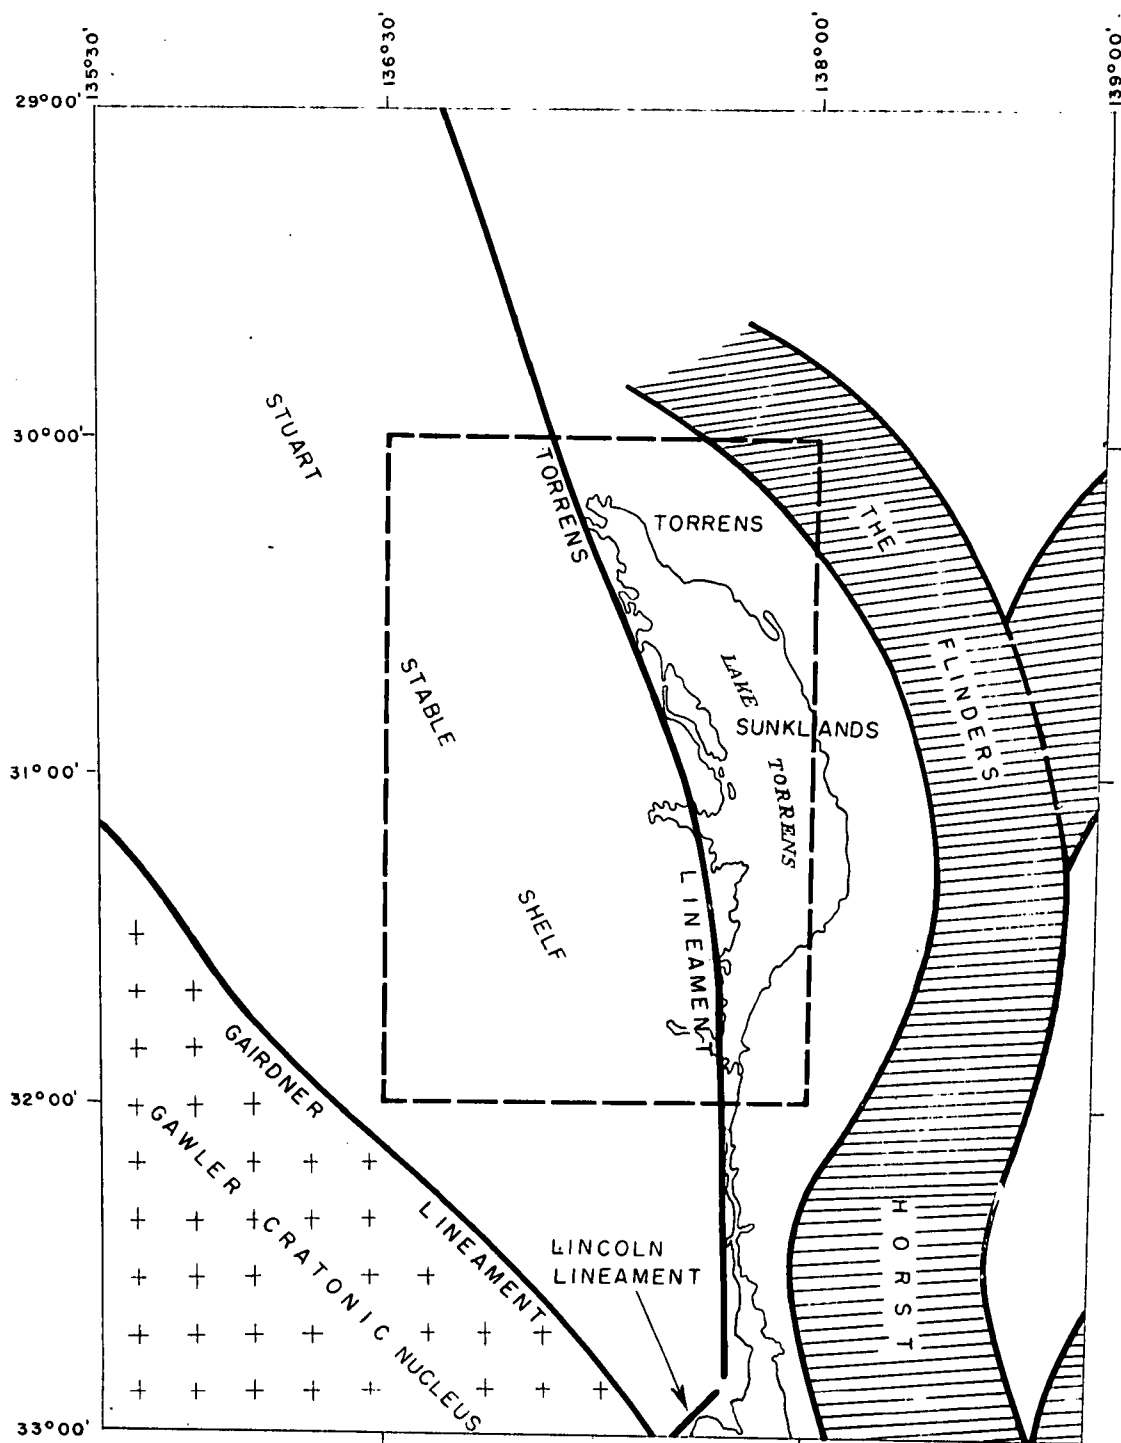 135°30'
136°30'
138°00'
139°00'
29°00'
30°00'
31°00'
32°00'
33°00'
STUART
STABLE
SHELF
TORRENS
LINEAMENT
TORRENS
SUNKLANDS
LAKE
TORRENS
THE
FLINDERS
HORST
GAIRDNER
LINEAMENT
GAWLER CRATONIC NUCLEUS
LINCOLN
LINEAMENT